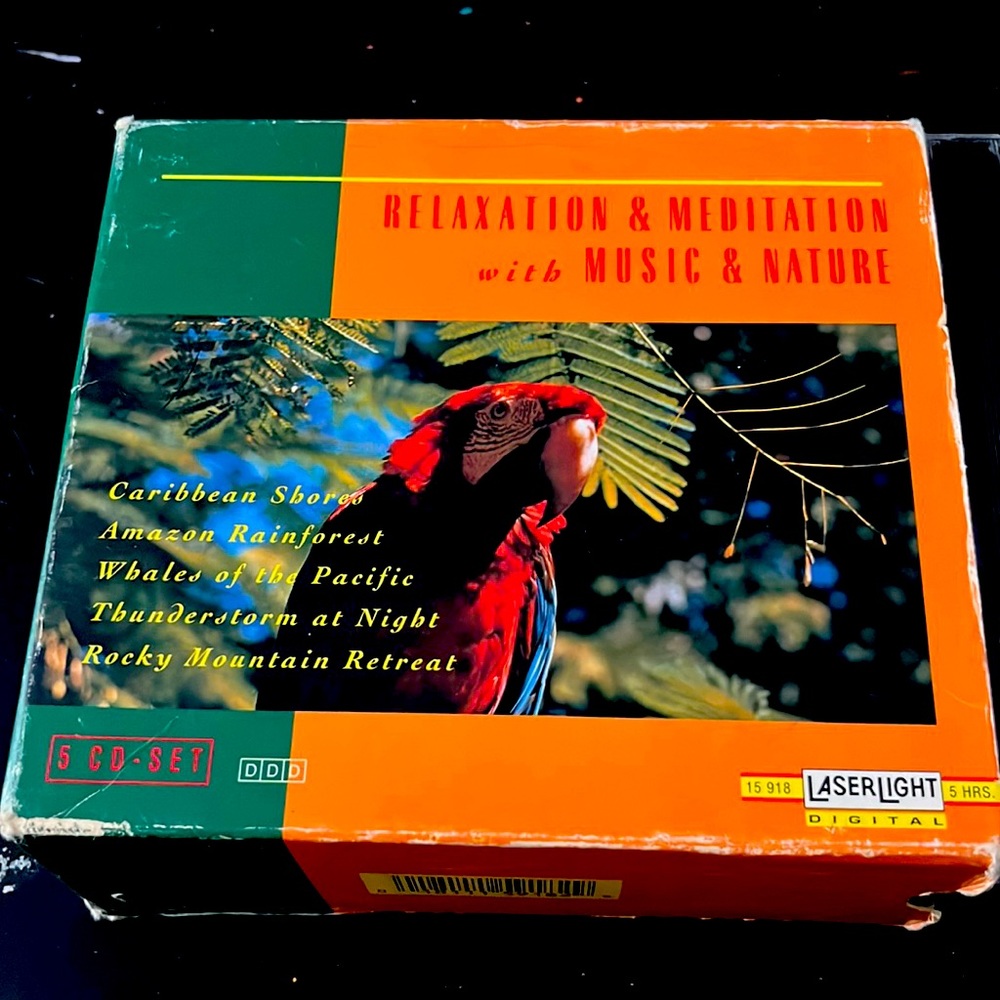 RELAXATION & MEDITATION
with MUSIC & NATURE
Caribbean Shores
Amazon Rainforest
Whales of the Pacific
Thunderstorm at Night
Rocky Mountain Retreat
5 CD-SET
DDD
15 918
LASERLIGHT
5 HRS.
DIGITAL